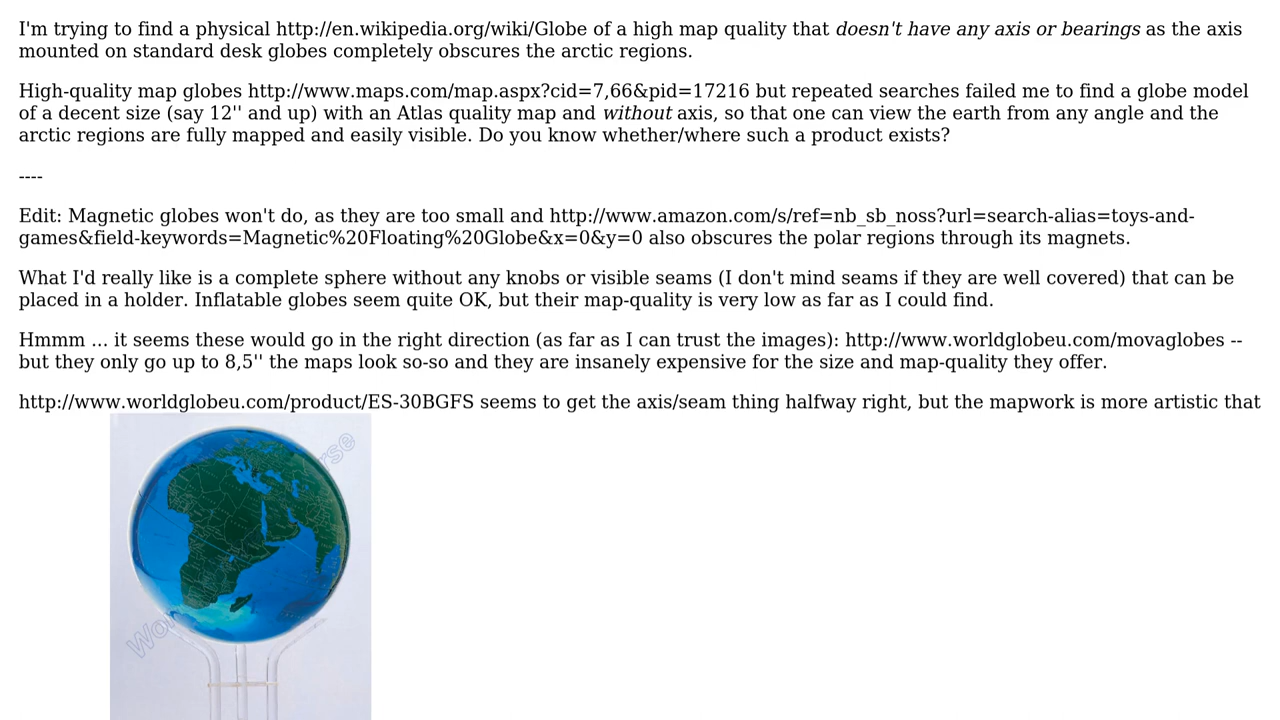 I'm trying to find a physical http://en.wikipedia.org/wiki/Globe of a high map quality that doesn't have any axis or bearings as the axis
mounted on standard desk globes completely obscures the arctic regions.
High-quality map globes http://www.maps.com/map.aspx?cid=7,66&pid=17216 but repeated searches failed me to find a globe model
of a decent size (say 12'' and up) with an Atlas quality map and without axis, so that one can view the earth from any angle and the
arctic regions are fully mapped and easily visible. Do you know whether/where such a product exists?
----
Edit: Magnetic globes won't do, as they are too small and http://www.amazon.com/s/ref=nb_sb_noss?url=search-alias=toys-and-
games&field-keywords=Magnetic%20Floating%20Globe&x=0&y=0 also obscures the polar regions through its magnets.
What I'd really like is a complete sphere without any knobs or visible seams (I don't mind seams if they are well covered) that can be
placed in a holder. Inflatable globes seem quite OK, but their map-quality is very low as far as I could find.
Hmmm ... it seems these would go in the right direction (as far as I can trust the images): http://www.worldglobeu.com/movaglobes --
but they only go up to 8,5'' the maps look so-so and they are insanely expensive for the size and map-quality they offer.
http://www.worldglobeu.com/product/ES-30BGFS seems to get the axis/seam thing halfway right, but the mapwork is more artistic that